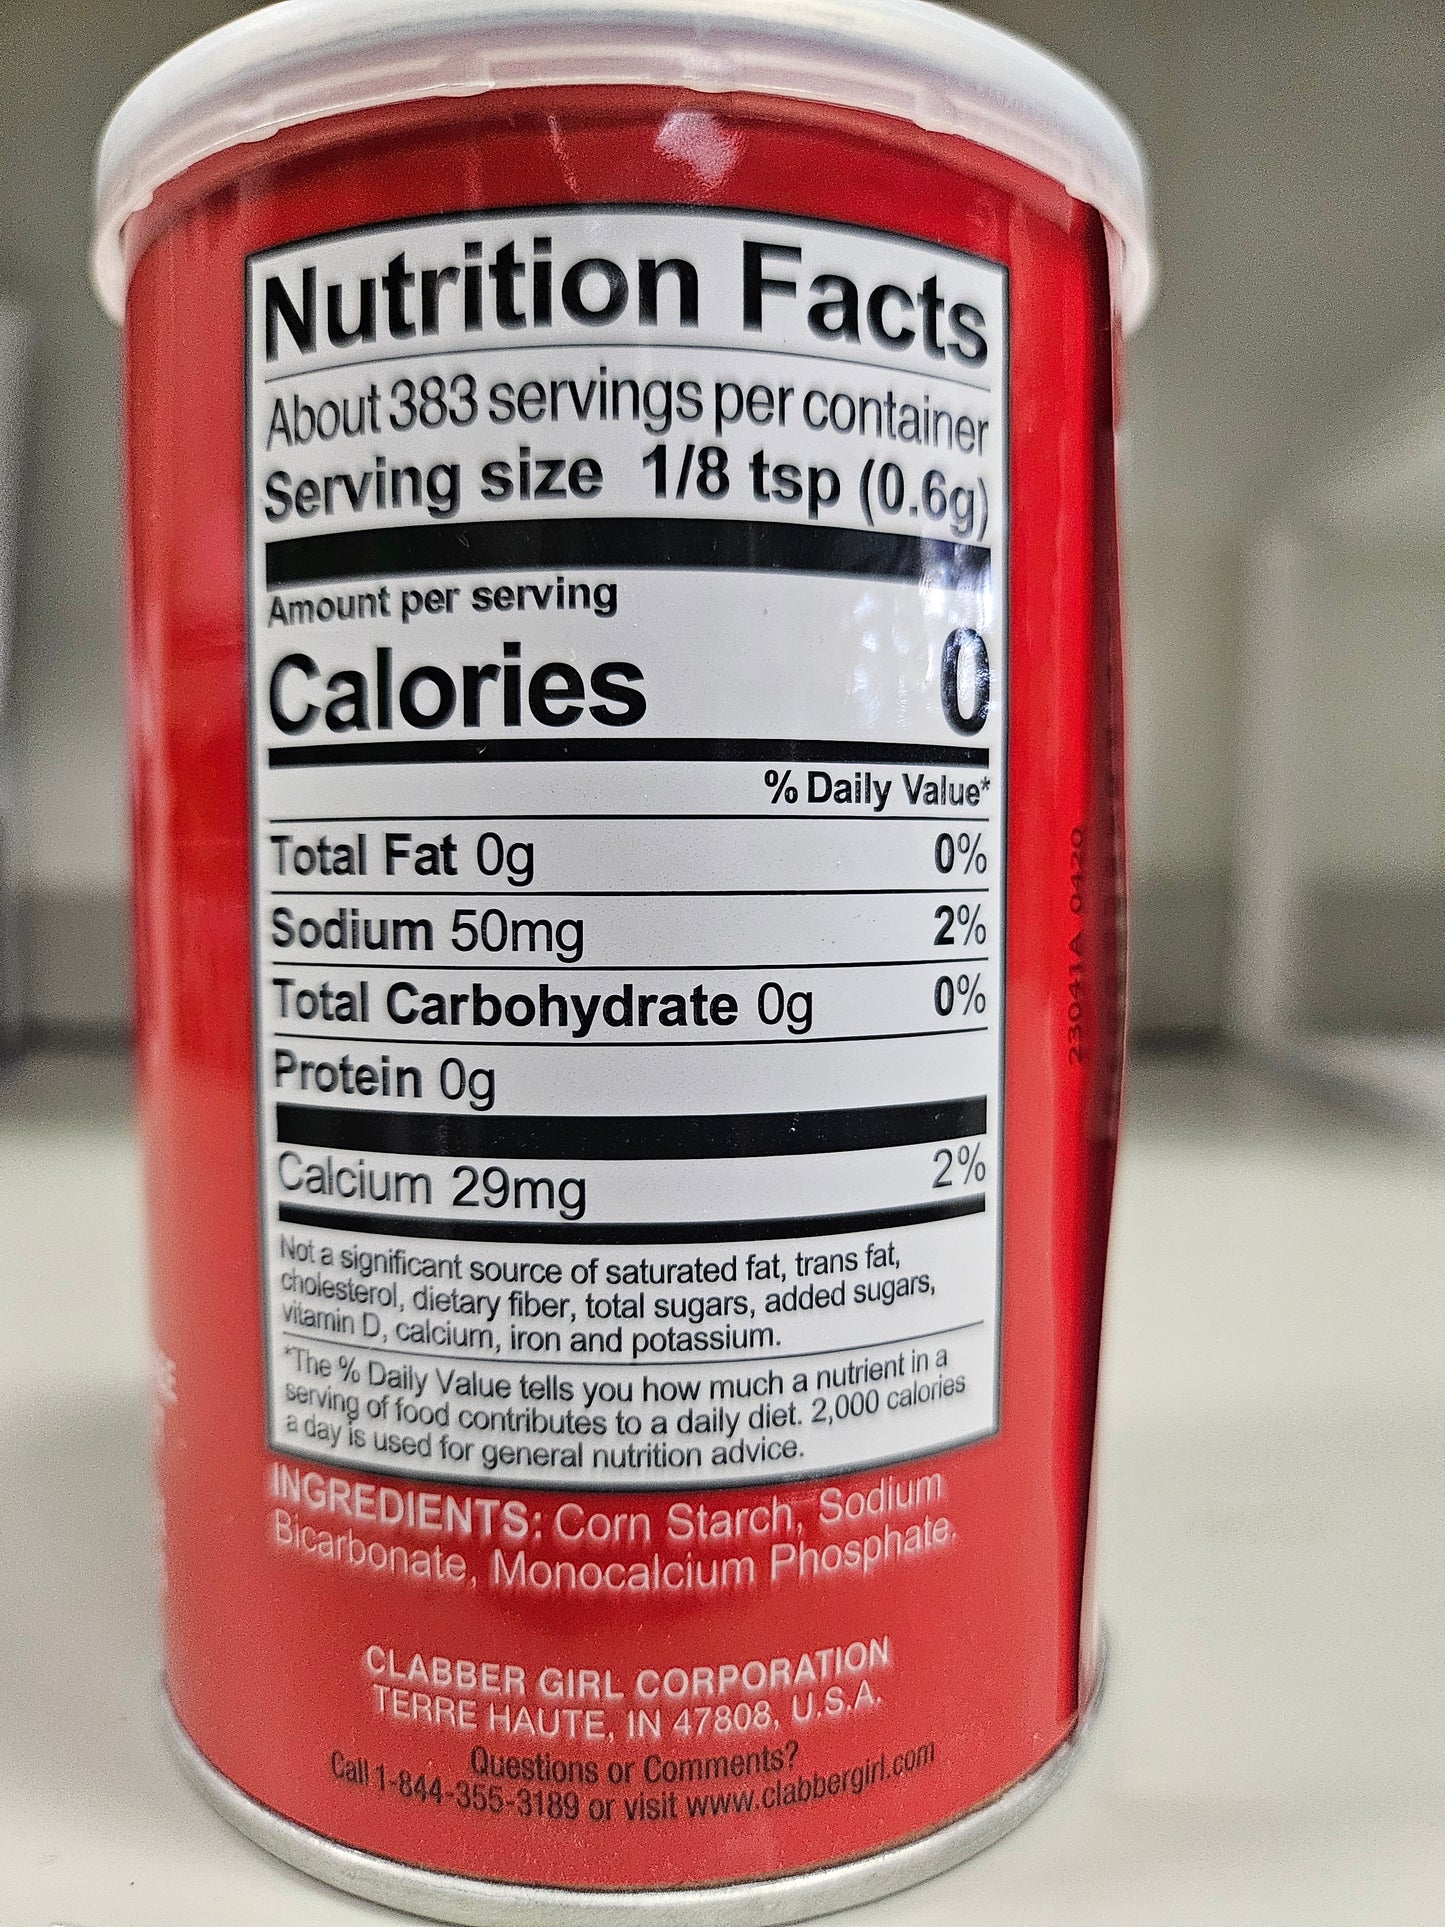 Nutrition Facts
About 383 servings per container
Serving size 1/8 tsp (0.6g)
Amount per serving
Calories 0
% Daily Value*
Total Fat 0g 0%
Sodium 50mg 2%
Total Carbohydrate 0g 0%
Protein 0g
Calcium 29mg 2%
Not a significant source of saturated fat, trans fat,
cholesterol, dietary fiber, total sugars, added sugars,
vitamin D, calcium, iron and potassium.
*The % Daily Value tells you how much a nutrient in a
serving of food contributes to a daily diet. 2,000 calories
a day is used for general nutrition advice.
INGREDIENTS: Corn Starch, Sodium
Bicarbonate, Monocalcium Phosphate.
CLABBER GIRL CORPORATION
TERRE HAUTE, IN 47808, U.S.A.
Questions or Comments?
Call 1-844-355-3189 or visit www.clabbergirl.com
23041A 0120